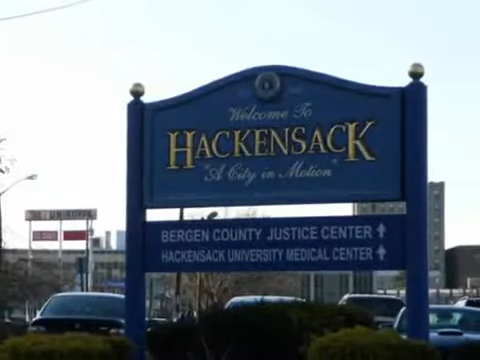 Welcome To
HACKENSACK
"A City in Motion"
BERGEN COUNTY JUSTICE CENTER ↑
HACKENSACK UNIVERSITY MEDICAL CENTER ↑